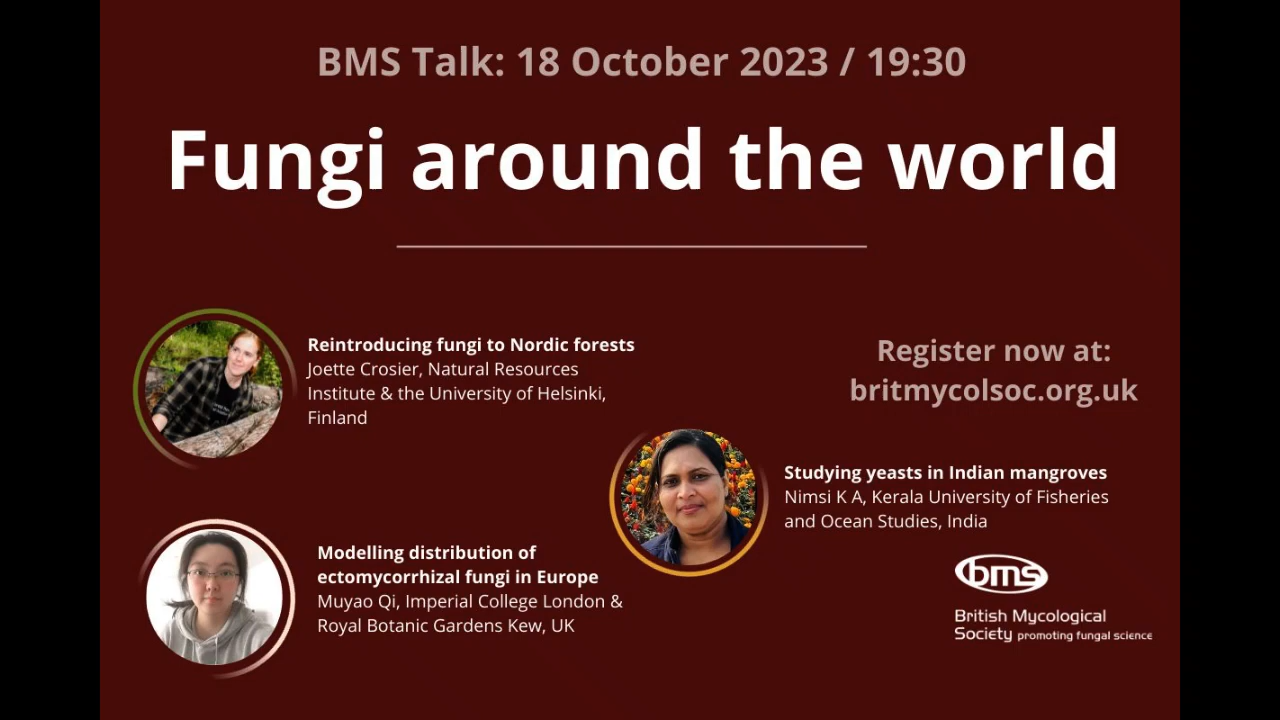 BMS Talk: 18 October 2023 / 19:30
Fungi around the world
Reintroducing fungi to Nordic forests
Joette Crosier, Natural Resources
Institute & the University of Helsinki,
Finland
Register now at:
britmycolsoc.org.uk
Studying yeasts in Indian mangroves
Nimsi K A, Kerala University of Fisheries
and Ocean Studies, India
Modelling distribution of
ectomycorrhizal fungi in Europe
Muyao Qi, Imperial College London &
Royal Botanic Gardens Kew, UK
bms
British Mycological
Society promoting fungal science